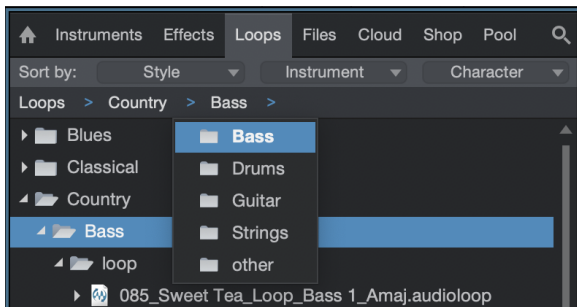 Instruments Effects Loops Files Cloud Shop Pool
Sort by: Style Instrument Character
Loops > Country > Bass >
Blues
Classical
Country
Bass
loop
085_Sweet Tea_Loop_Bass 1_Amaj.audioloop
Bass
Drums
Guitar
Strings
other